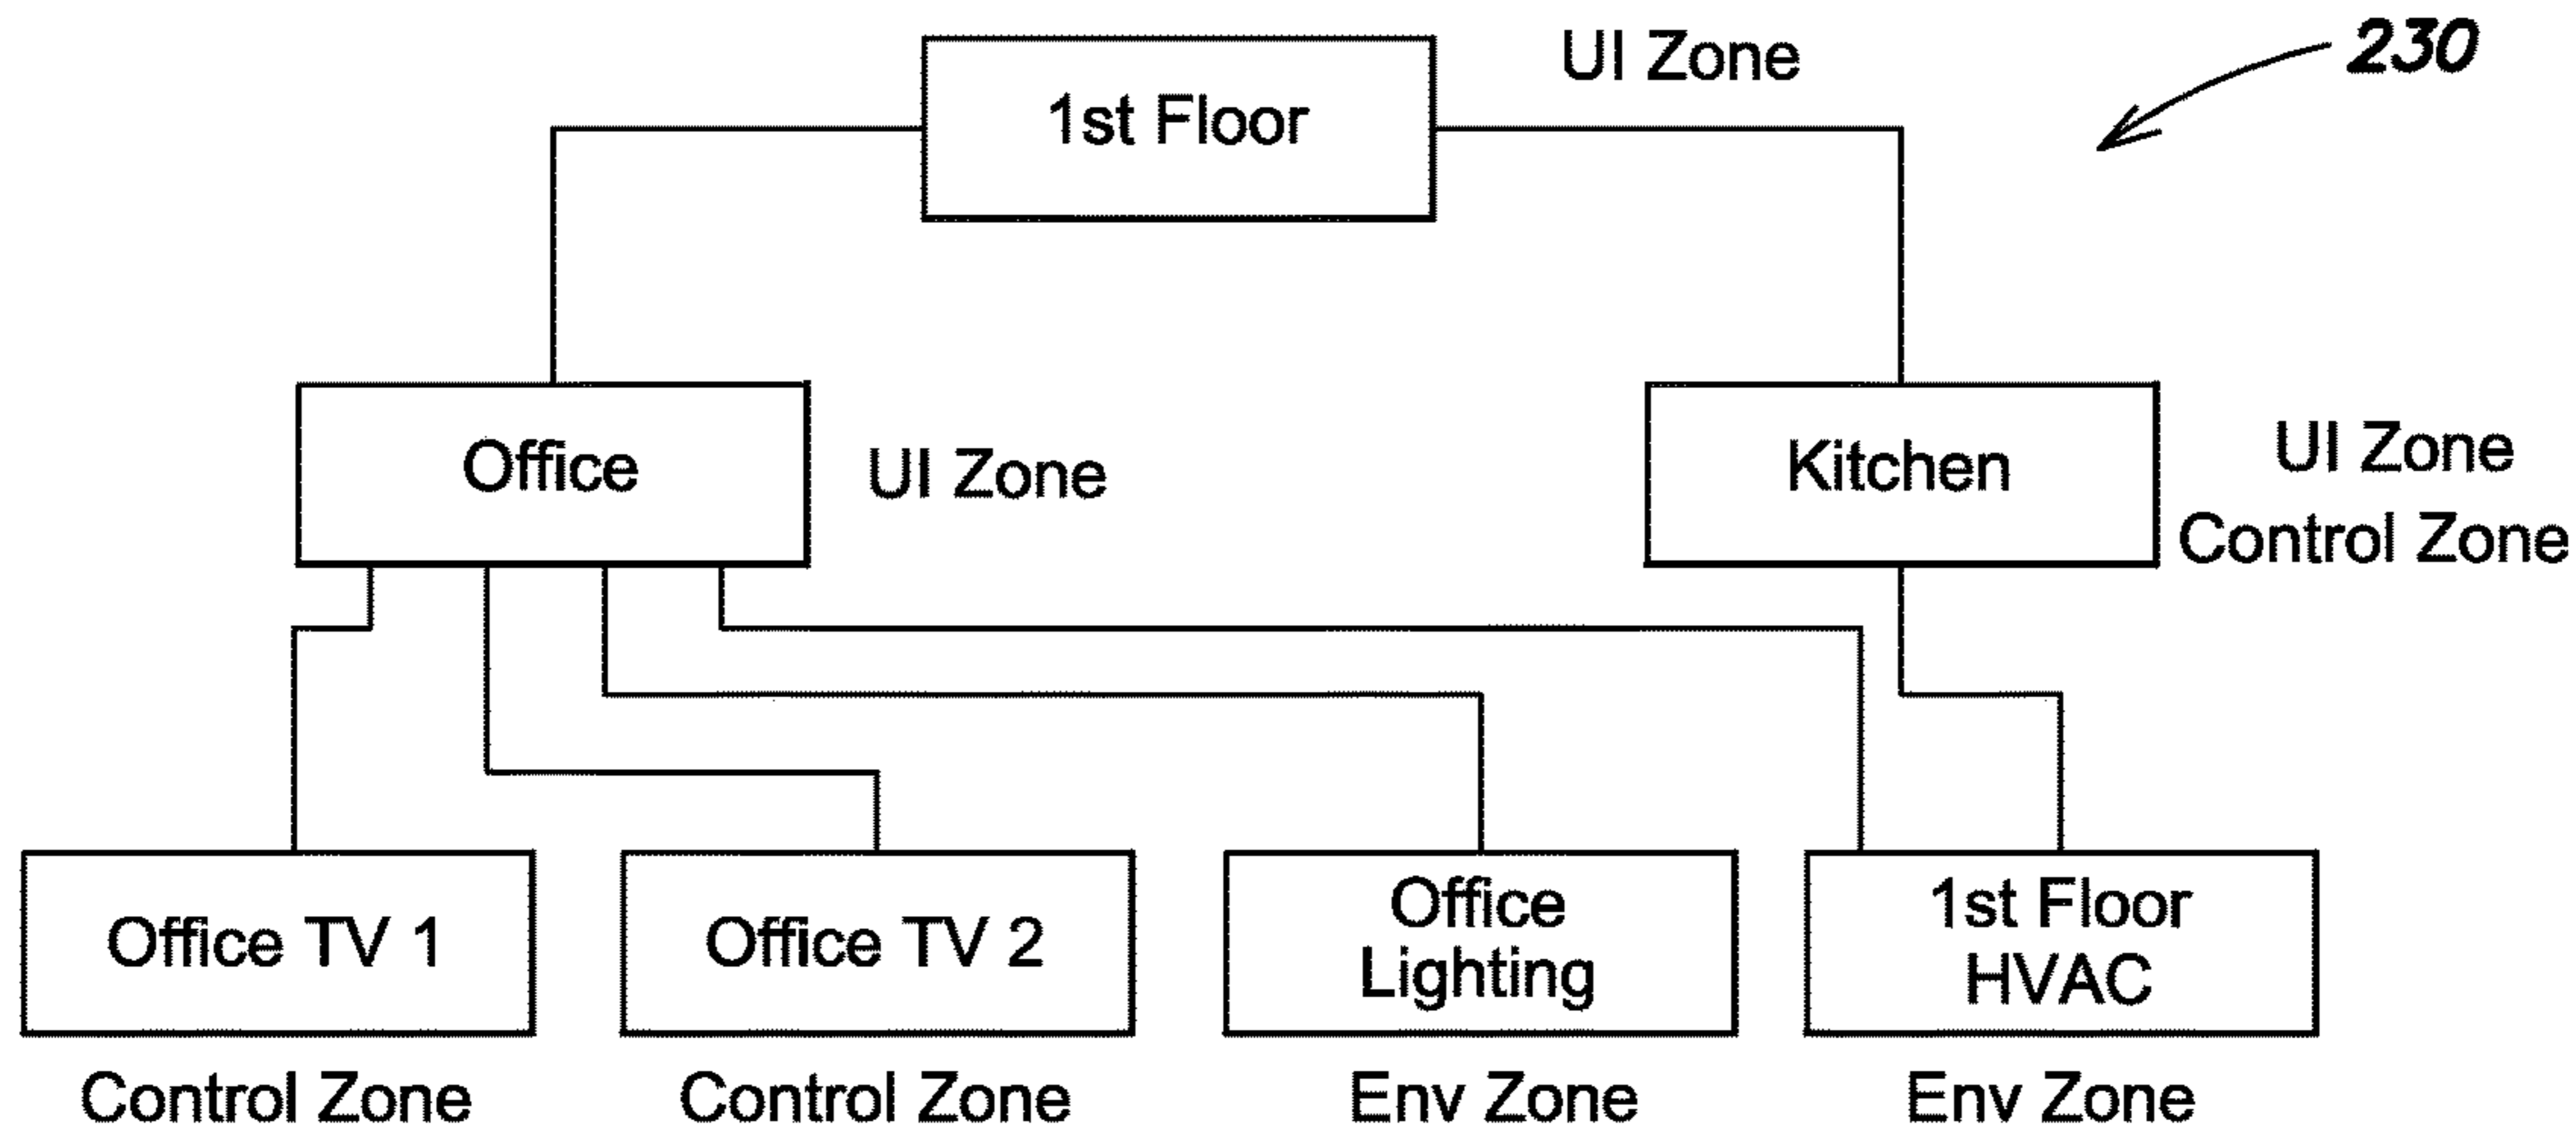 UI Zone
230
1st Floor
Office
UI Zone
Kitchen
UI Zone
Control Zone
Office TV 1
Office TV 2
Office
Lighting
1st Floor
HVAC
Control Zone
Control Zone
Env Zone
Env Zone